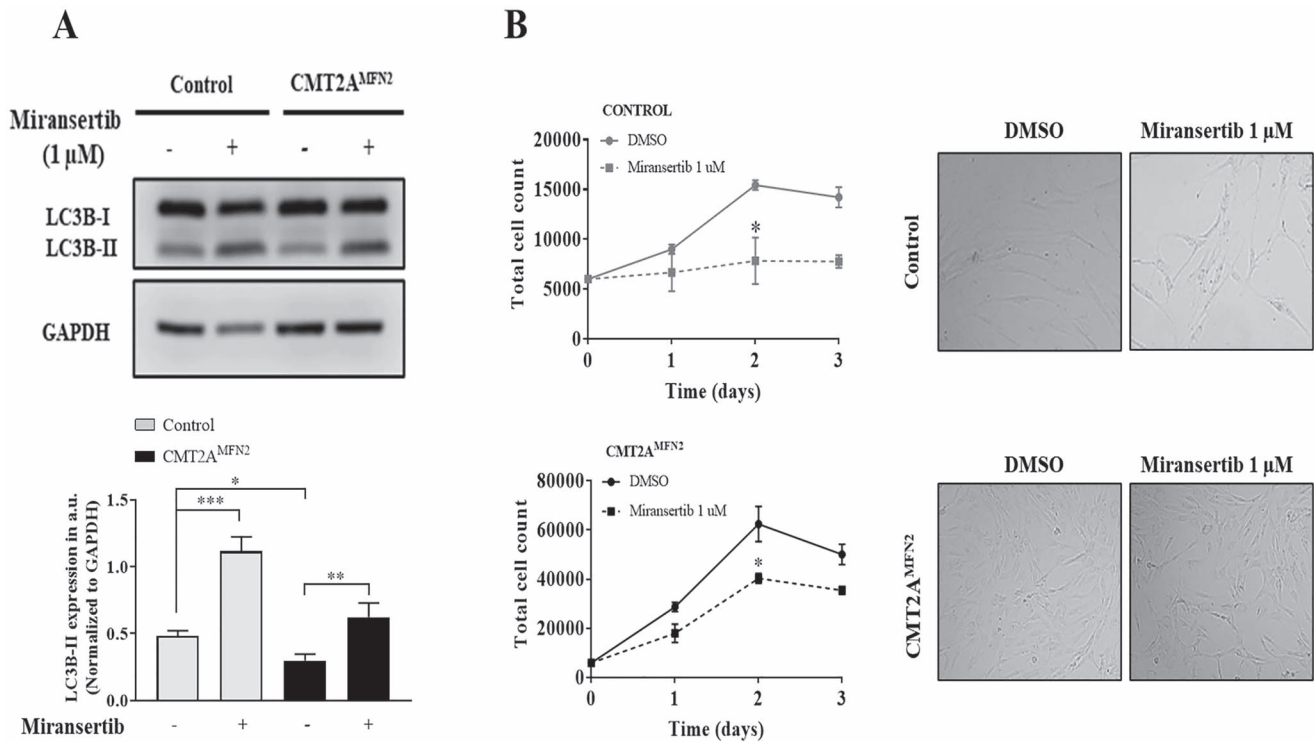 A
Control CMT2A^MFN2
Miransertib
(1 µM) - + - +
LC3B-I
LC3B-II
GAPDH
Control
CMT2A^MFN2
* 
***
**
LC3B-II expression in a.u.
(Normalized to GAPDH)
1.5
1.0
0.5
0.0
Miransertib - + - +
B
CONTROL
DMSO
Miransertib 1 uM
Total cell count
20000
15000
10000
5000
0
*
0 1 2 3
Time (days)
DMSO Miransertib 1 µM
Control
CMT2A^MFN2
DMSO
Miransertib 1 uM
Total cell count
80000
60000
40000
20000
0
*
0 1 2 3
Time (days)
DMSO Miransertib 1 µM
CMT2A^MFN2